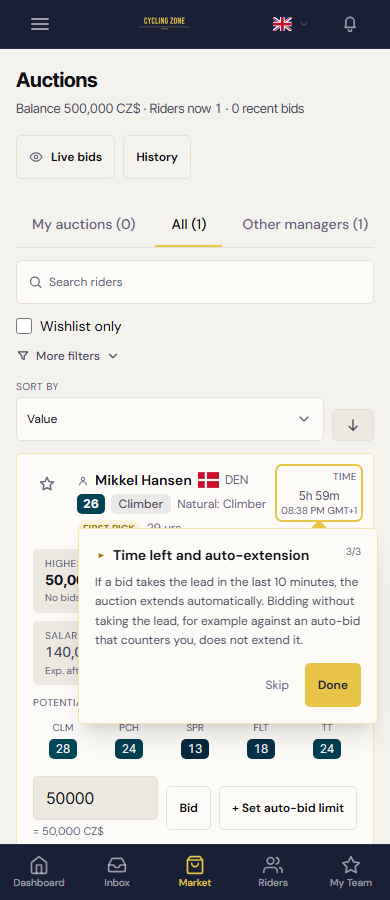 CYCLING ZONE
Auctions
Balance 500,000 CZ$ · Riders now 1 · 0 recent bids
Live bids
History
My auctions (0)
All (1)
Other managers (1)
Search riders
Wishlist only
More filters
SORT BY
Value
Mikkel Hansen DEN
26 Climber Natural: Climber
FIRST PICK 29 yrs
TIME
5h 59m
08:38 PM GMT+1
Time left and auto-extension
3/3
If a bid takes the lead in the last 10 minutes, the
auction extends automatically. Bidding without
taking the lead, for example against an auto-bid
that counters you, does not extend it.
Skip
Done
No bids
SALAR
140,0
Exp. aft
CLM PCH SPR FLT TT
28 24 13 18 24
50000
Bid
+ Set auto-bid limit
= 50,000 CZ$
Dashboard
Inbox
Market
Riders
My Team